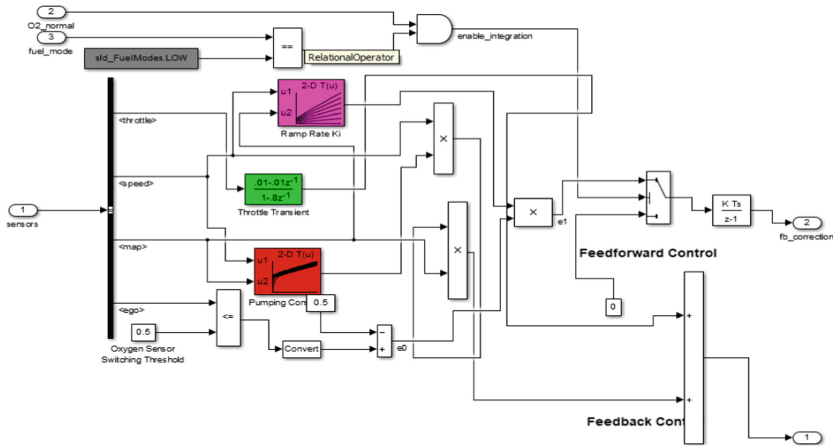 2
O2_normal
3
fuel_mode
sld_FuelModes.LOW
==
RelationalOperator
enable_integration
2-D T(u)
u1
u2
Ramp Rate Ki
<throttle>
<speed>
.01-.01z-1
1-.8z-1
Throttle Transient
×
×
×
e1
K Ts
z-1
2
fb_correction
1
sensors
<map>
2-D T(u)
u1
u2
Pumping Con
0.5
Feedforward Control
0
<ego>
<=
0.5
Oxygen Sensor
Switching Threshold
Convert
−
+
e0
+
+
Feedback Cont
1